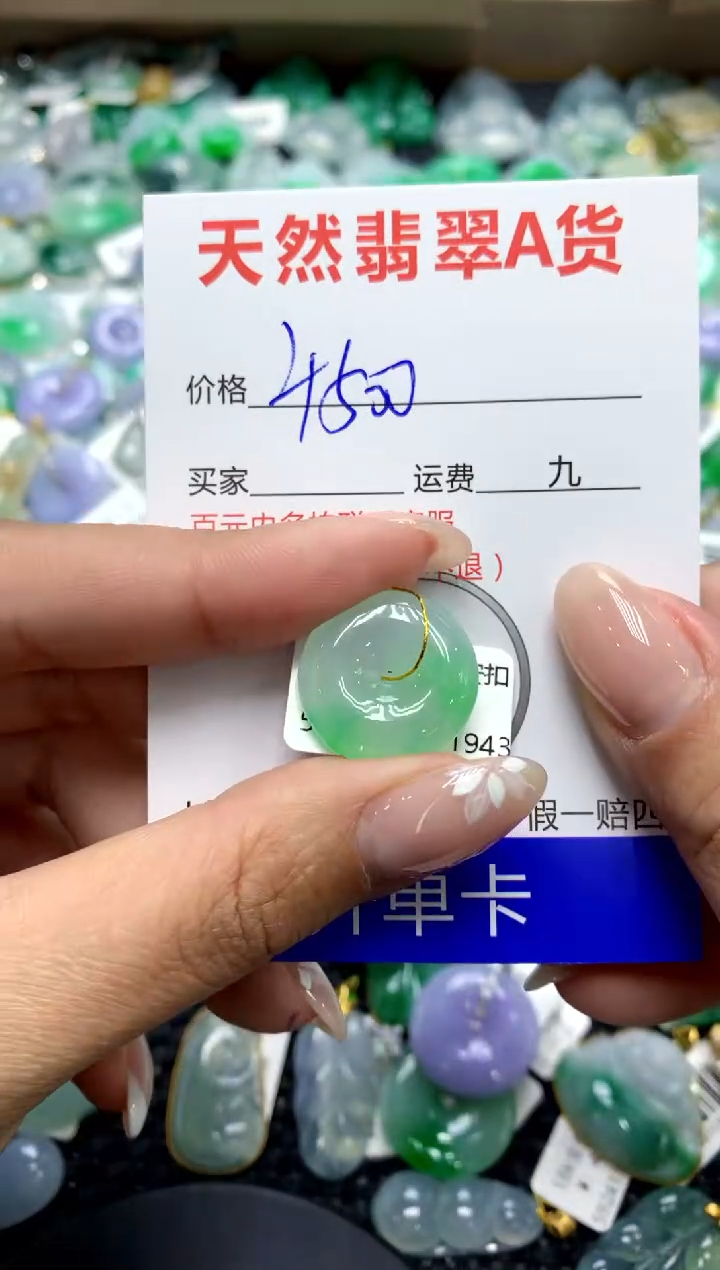 天然翡翠A货
价格 4500
买家 运费 九
退）
扣
1943
假一赔四
单卡